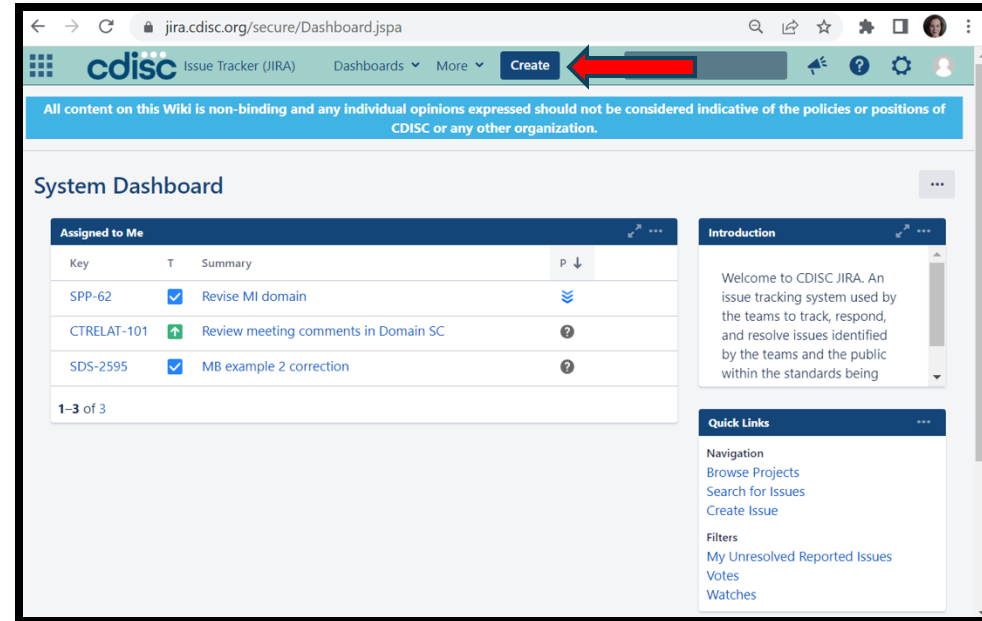 jira.cdisc.org/secure/Dashboard.jspa
cdisc Issue Tracker (JIRA) Dashboards More Create
All content on this Wiki is non-binding and any individual opinions expressed should not be considered indicative of the policies or positions of
CDISC or any other organization.
System Dashboard
Assigned to Me
Key T Summary P
SPP-62 Revise MI domain
CTRELAT-101 Review meeting comments in Domain SC
SDS-2595 MB example 2 correction
1–3 of 3
Introduction
Welcome to CDISC JIRA. An
issue tracking system used by
the teams to track, respond,
and resolve issues identified
by the teams and the public
within the standards being
Quick Links
Navigation
Browse Projects
Search for Issues
Create Issue
Filters
My Unresolved Reported Issues
Votes
Watches